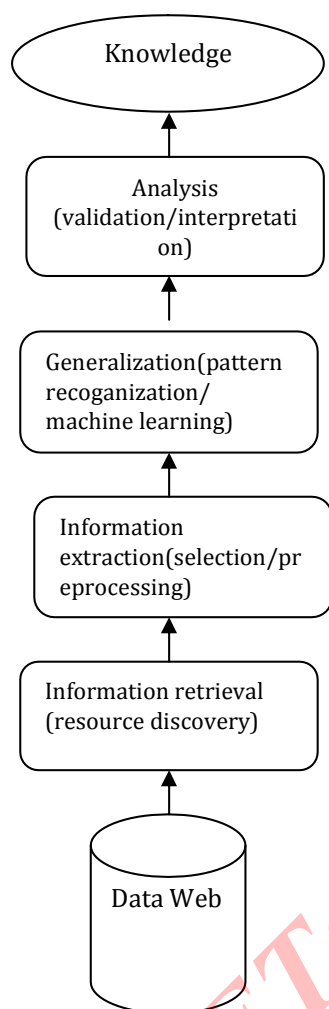 Knowledge
Analysis
(validation/interpretati
on)
Generalization(pattern
recoganization/
machine learning)
Information
extraction(selection/pr
eprocessing)
Information retrieval
(resource discovery)
Data Web